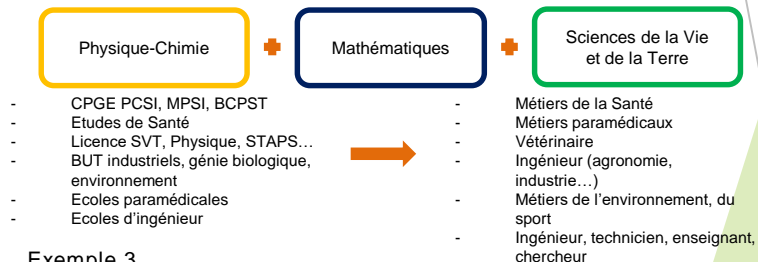 Physique-Chimie
Mathématiques
Sciences de la Vie
et de la Terre
- CPGE PCSI, MPSI, BCPST
- Etudes de Santé
- Licence SVT, Physique, STAPS…
- BUT industriels, génie biologique,
environnement
- Ecoles paramédicales
- Ecoles d'ingénieur
- Métiers de la Santé
- Métiers paramédicaux
- Vétérinaire
- Ingénieur (agronomie,
industrie…)
- Métiers de l'environnement, du
sport
- Ingénieur, technicien, enseignant,
chercheur
Exemple 3